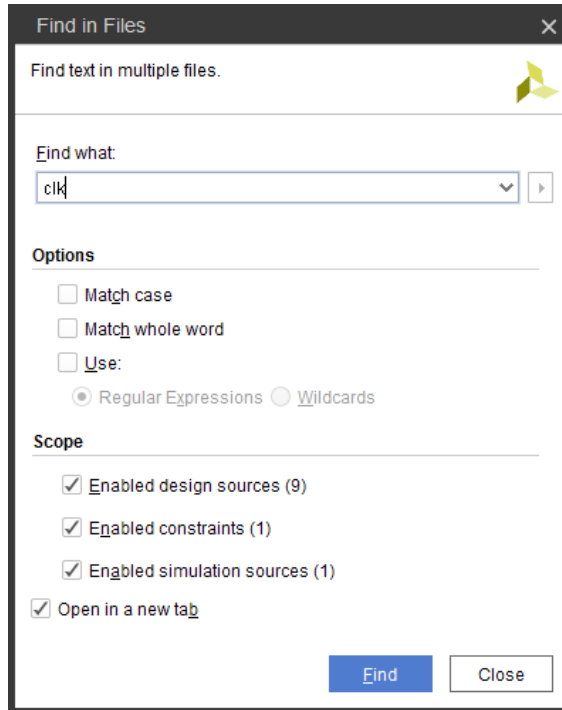 Find in Files
Find text in multiple files.
Find what:
clk
Options
Match case
Match whole word
Use:
Regular Expressions Wildcards
Scope
Enabled design sources (9)
Enabled constraints (1)
Enabled simulation sources (1)
Open in a new tab
Find Close